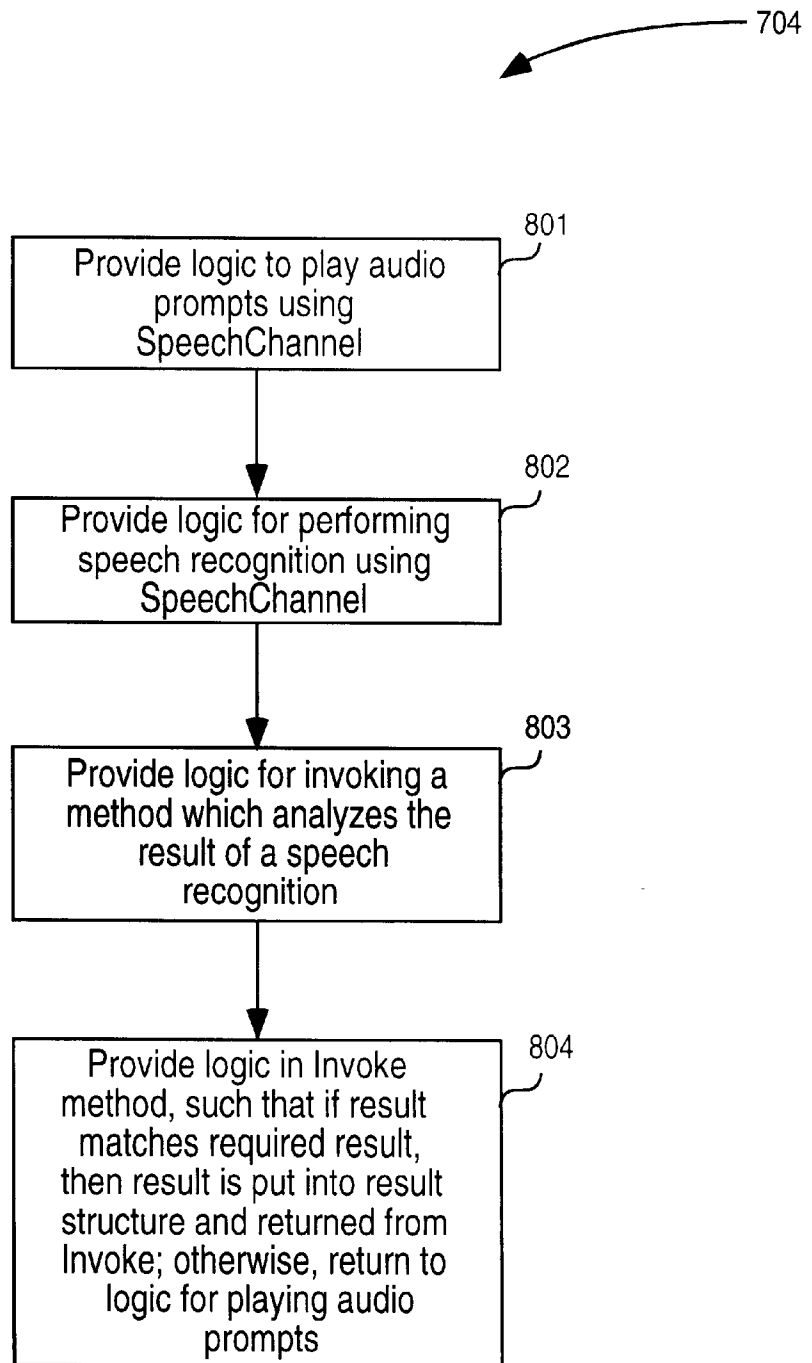 704
801
Provide logic to play audio
prompts using
SpeechChannel
802
Provide logic for performing
speech recognition using
SpeechChannel
803
Provide logic for invoking a
method which analyzes the
result of a speech
recognition
804
Provide logic in Invoke
method, such that if result
matches required result,
then result is put into result
structure and returned from
Invoke; otherwise, return to
logic for playing audio
prompts